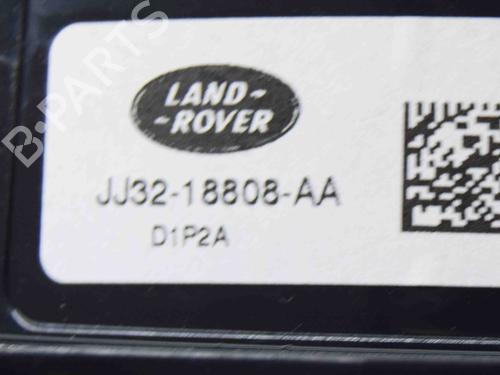 B-PARTS
LAND~
~ROVER
JJ32-18808-AA
D1P2A